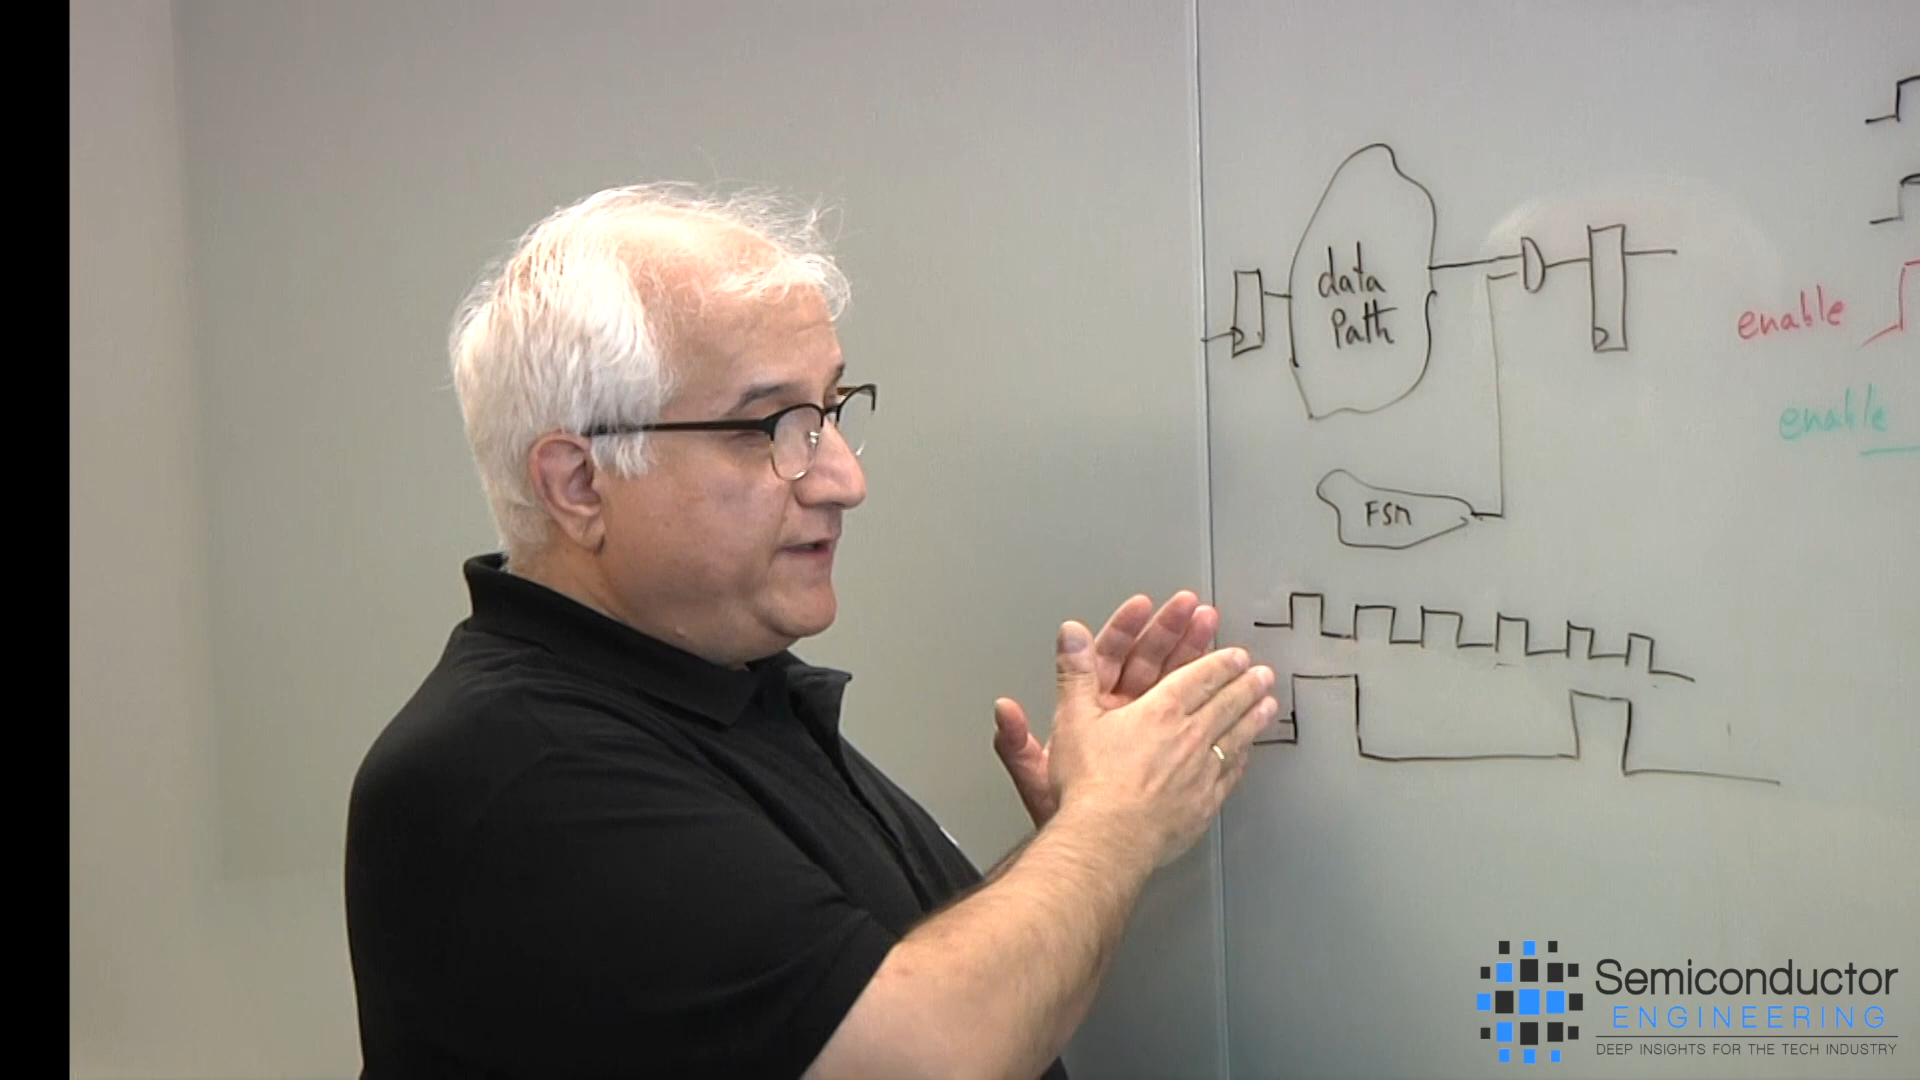 data
Path
enable
enable
FSM
Semiconductor
ENGINEERING
DEEP INSIGHTS FOR THE TECH INDUSTRY